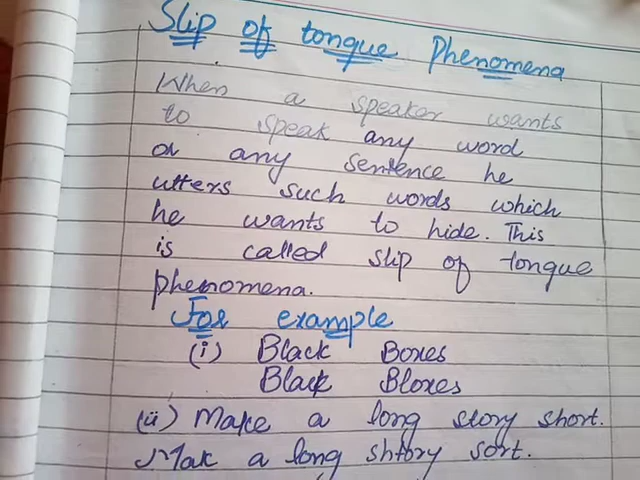 Slip of tongue Phenomena
When a speaker wants
to speak any word
or any sentence he
utters such words which
he wants to hide. This
is called slip of tongue
phenomena.
For example
(i) Black Boxes
Black Bloxes
(ii) Make a long story short.
Mak a long shtory sort.